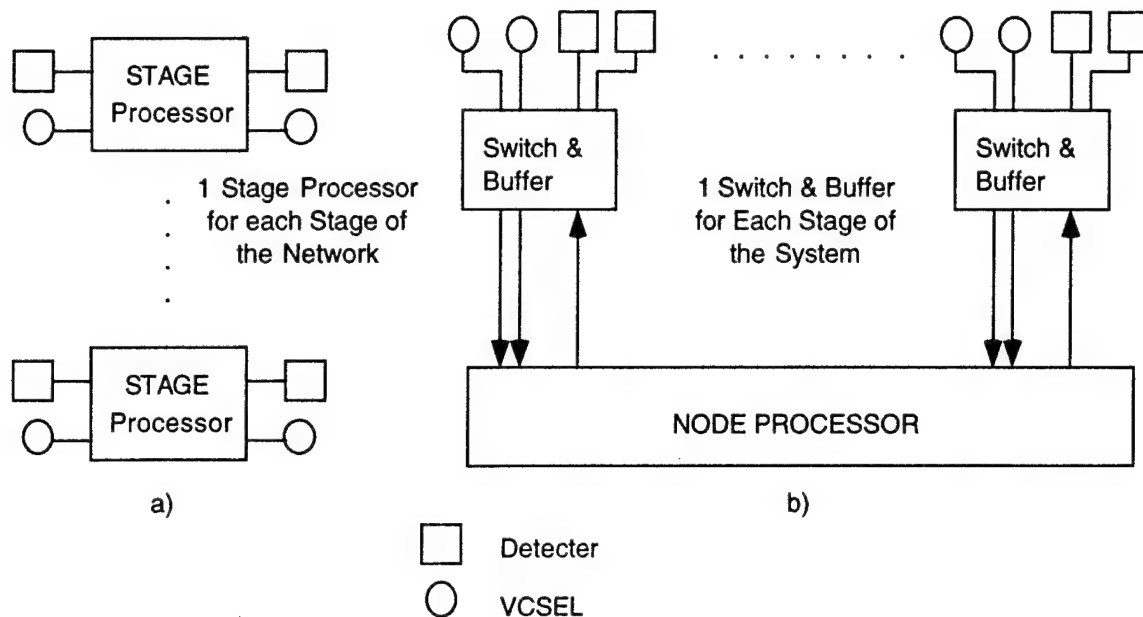 STAGE
Processor
1 Stage Processor
for each Stage of
the Network
STAGE
Processor
a)
Switch &
Buffer
1 Switch & Buffer
for Each Stage of
the System
Switch &
Buffer
NODE PROCESSOR
b)
Detecter
VCSEL